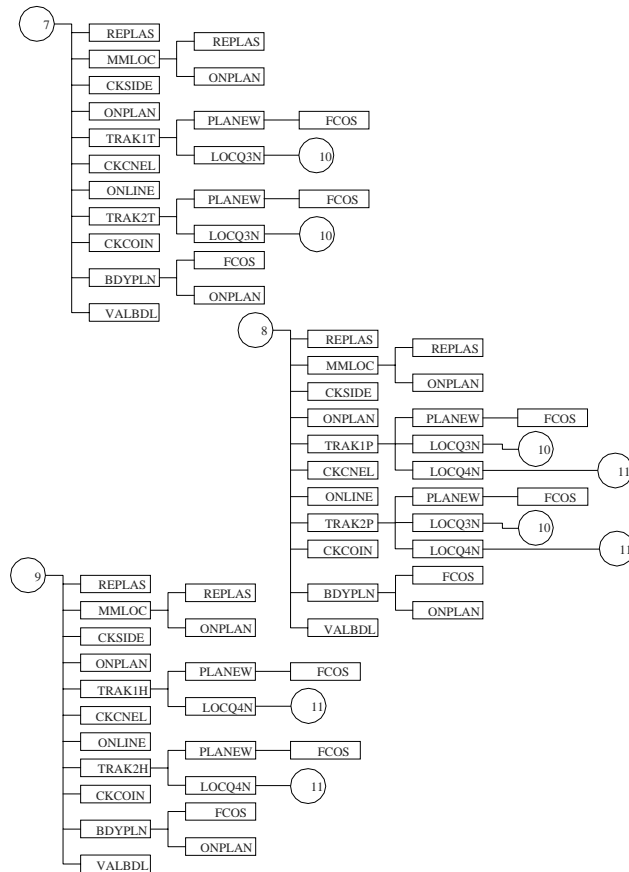 7
REPLAS
MMLOC
REPLAS
ONPLAN
CKSIDE
ONPLAN
TRAK1T
PLANEW
FCOS
LOCQ3N
10
CKCNEL
ONLINE
TRAK2T
PLANEW
FCOS
LOCQ3N
10
CKCOIN
BDYPLN
FCOS
ONPLAN
VALBDL
8
REPLAS
MMLOC
REPLAS
ONPLAN
CKSIDE
ONPLAN
TRAK1P
PLANEW
FCOS
LOCQ3N
10
LOCQ4N
11
CKCNEL
ONLINE
TRAK2P
PLANEW
FCOS
LOCQ3N
10
LOCQ4N
11
CKCOIN
BDYPLN
FCOS
ONPLAN
VALBDL
9
REPLAS
MMLOC
REPLAS
ONPLAN
CKSIDE
ONPLAN
TRAK1H
PLANEW
FCOS
LOCQ4N
11
CKCNEL
ONLINE
TRAK2H
PLANEW
FCOS
LOCQ4N
11
CKCOIN
BDYPLN
FCOS
ONPLAN
VALBDL